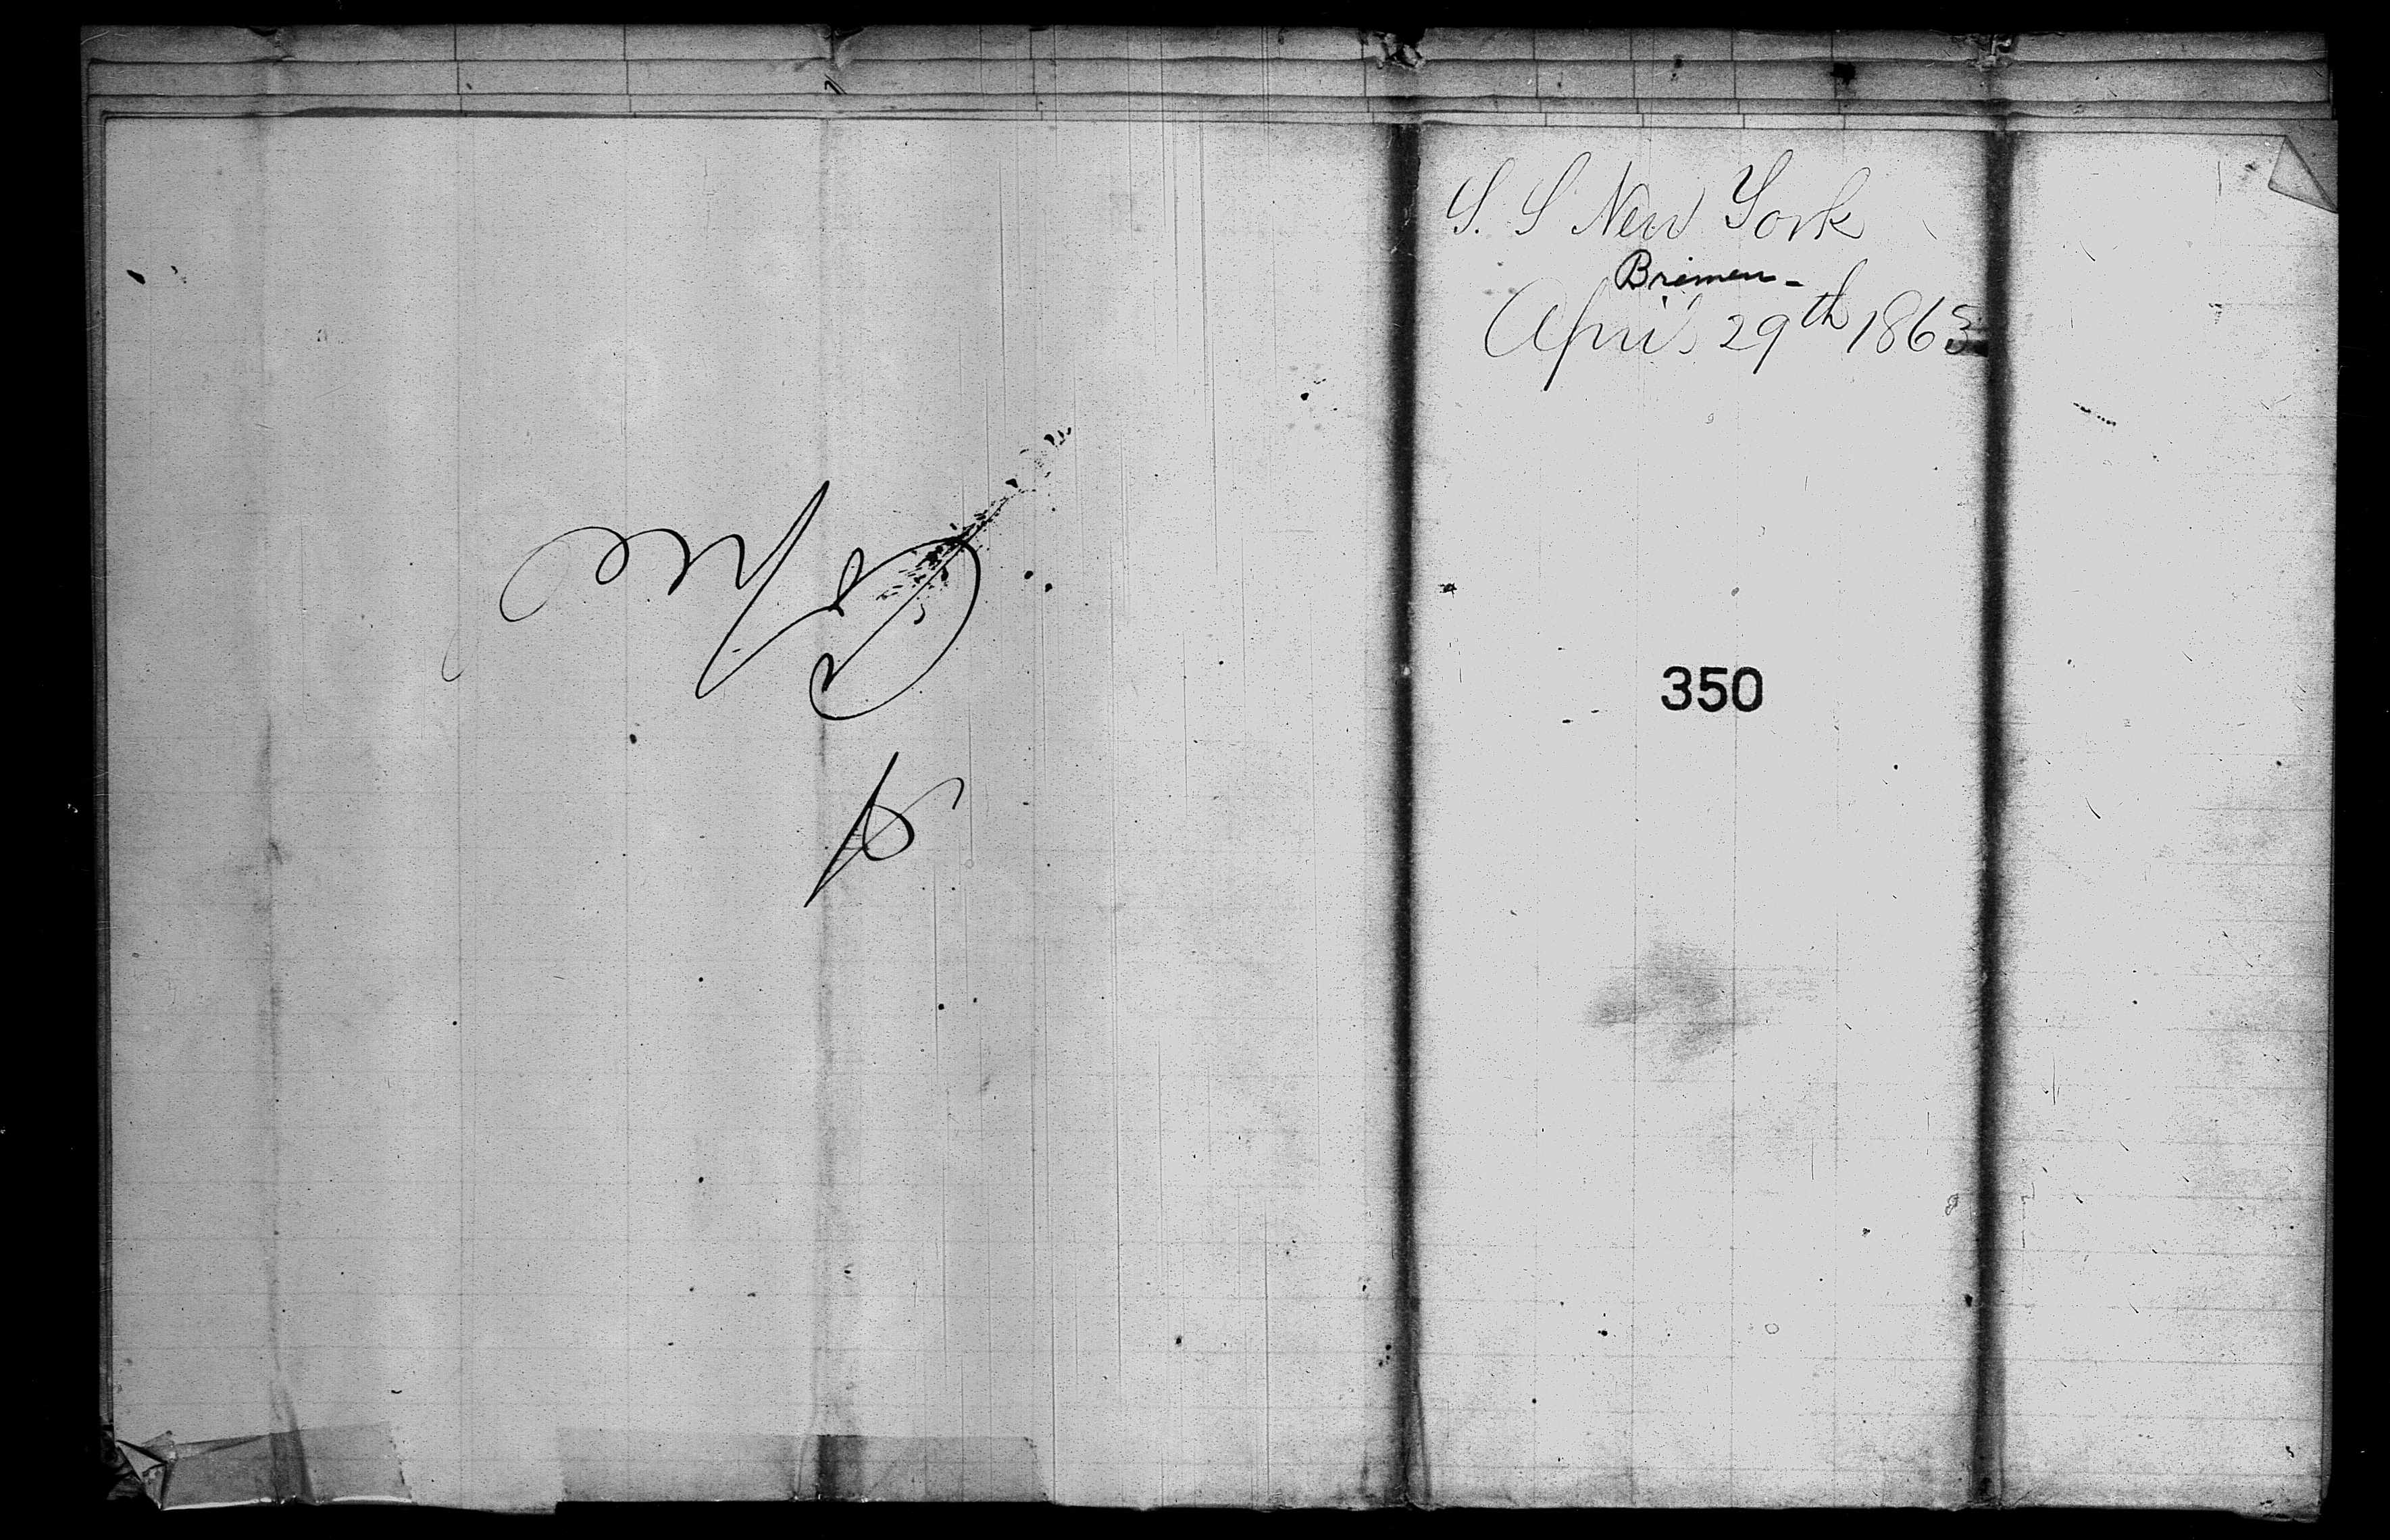 S. S New York
Bremen -
April 29th 1863
350